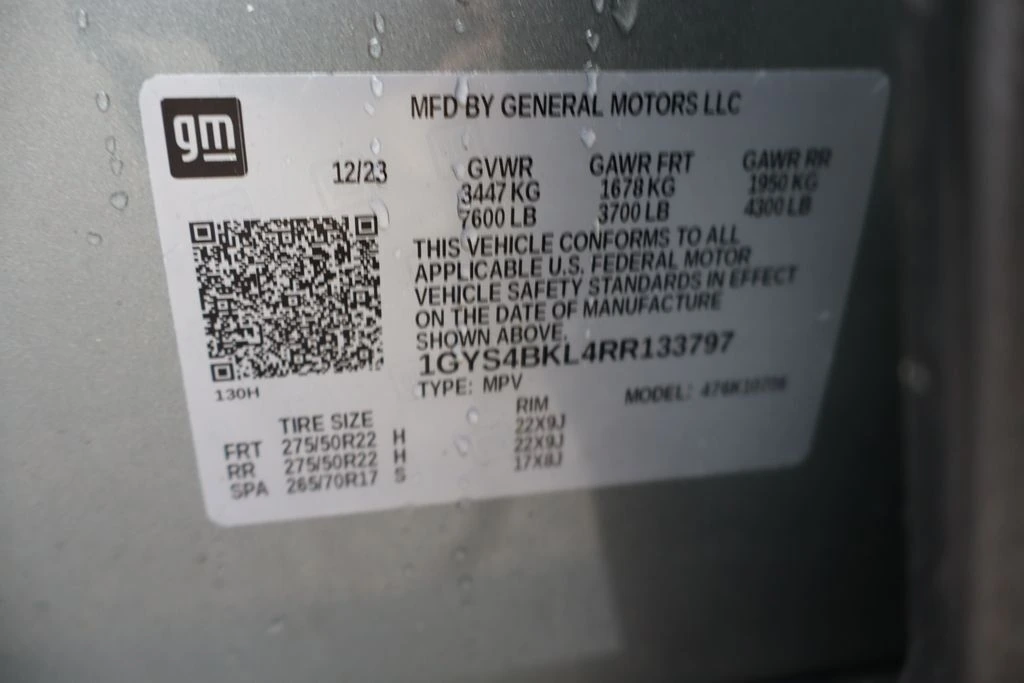 gm
MFD BY GENERAL MOTORS LLC
12/23 GVWR GAWR FRT GAWR RR
3447 KG 1678 KG 1950 KG
7600 LB 3700 LB 4300 LB
THIS VEHICLE CONFORMS TO ALL
APPLICABLE U.S. FEDERAL MOTOR
VEHICLE SAFETY STANDARDS IN EFFECT
ON THE DATE OF MANUFACTURE
SHOWN ABOVE.
1GYS4BKL4RR133797
TYPE: MPV MODEL:
130H
TIRE SIZE RIM
FRT 275/50R22 H 22X9J
RR 275/50R22 H 22X9J
SPA 265/70R17 S 17X8J